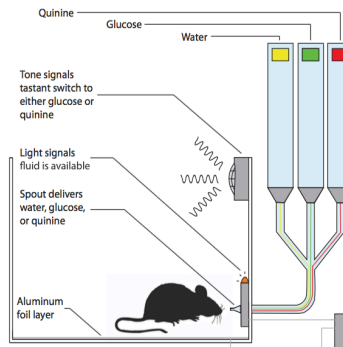 Quinine
Glucose
Water
Tone signals
tastant switch to
either glucose or
quinine
Light signals
fluid is available
Spout delivers
water, glucose,
or quinine
Aluminum
foil layer